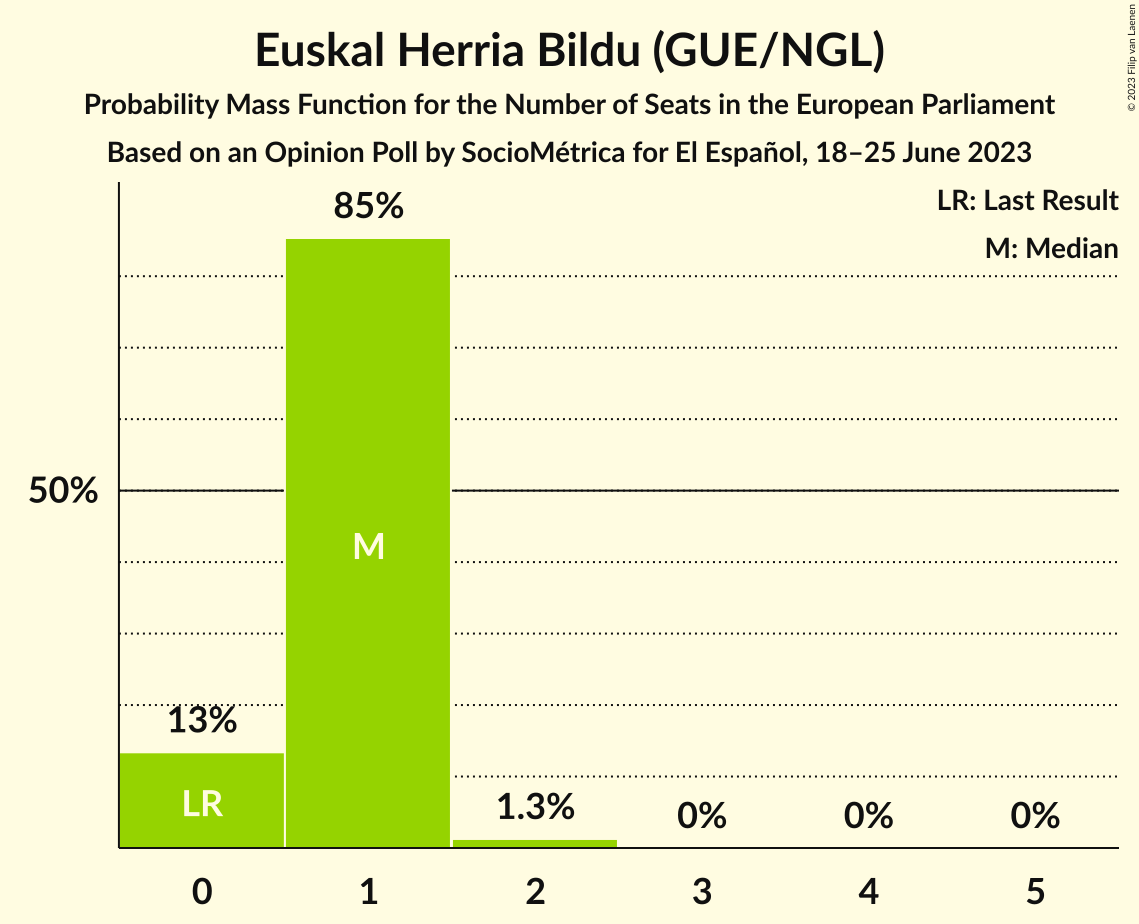 Euskal Herria Bildu (GUE/NGL)
Probability Mass Function for the Number of Seats in the European Parliament
Based on an Opinion Poll by SocioMétrica for El Español, 18–25 June 2023
© 2023 Filip van Laenen
LR: Last Result
M: Median
85%
50%
M
13%
LR
1.3%
0%
0%
0%
0
1
2
3
4
5